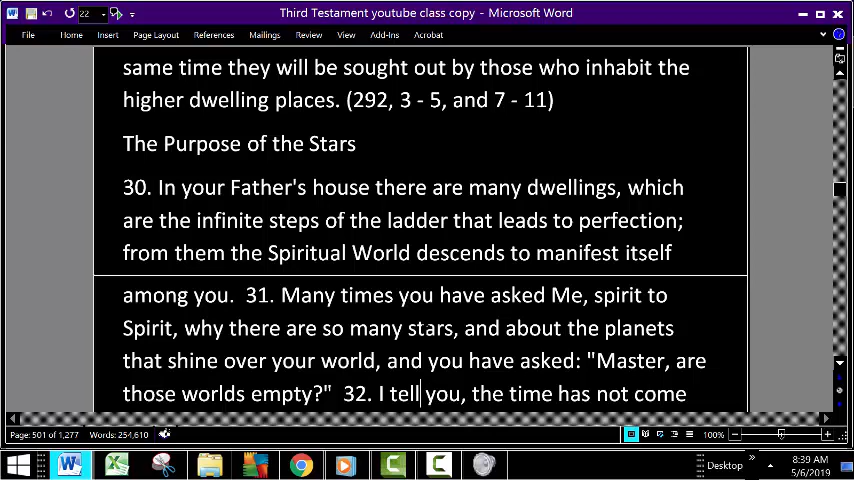 22
Third Testament youtube class copy - Microsoft Word
File Home Insert Page Layout References Mailings Review View Add-Ins Acrobat
same time they will be sought out by those who inhabit the
higher dwelling places. (292, 3 - 5, and 7 - 11)
The Purpose of the Stars
30. In your Father's house there are many dwellings, which
are the infinite steps of the ladder that leads to perfection;
from them the Spiritual World descends to manifest itself
among you.  31. Many times you have asked Me, spirit to
Spirit, why there are so many stars, and about the planets
that shine over your world, and you have asked: "Master, are
those worlds empty?"  32. I tell you, the time has not come
Page: 501 of 1,277 Words: 254,610 100%
Desktop
8:39 AM
5/6/2019